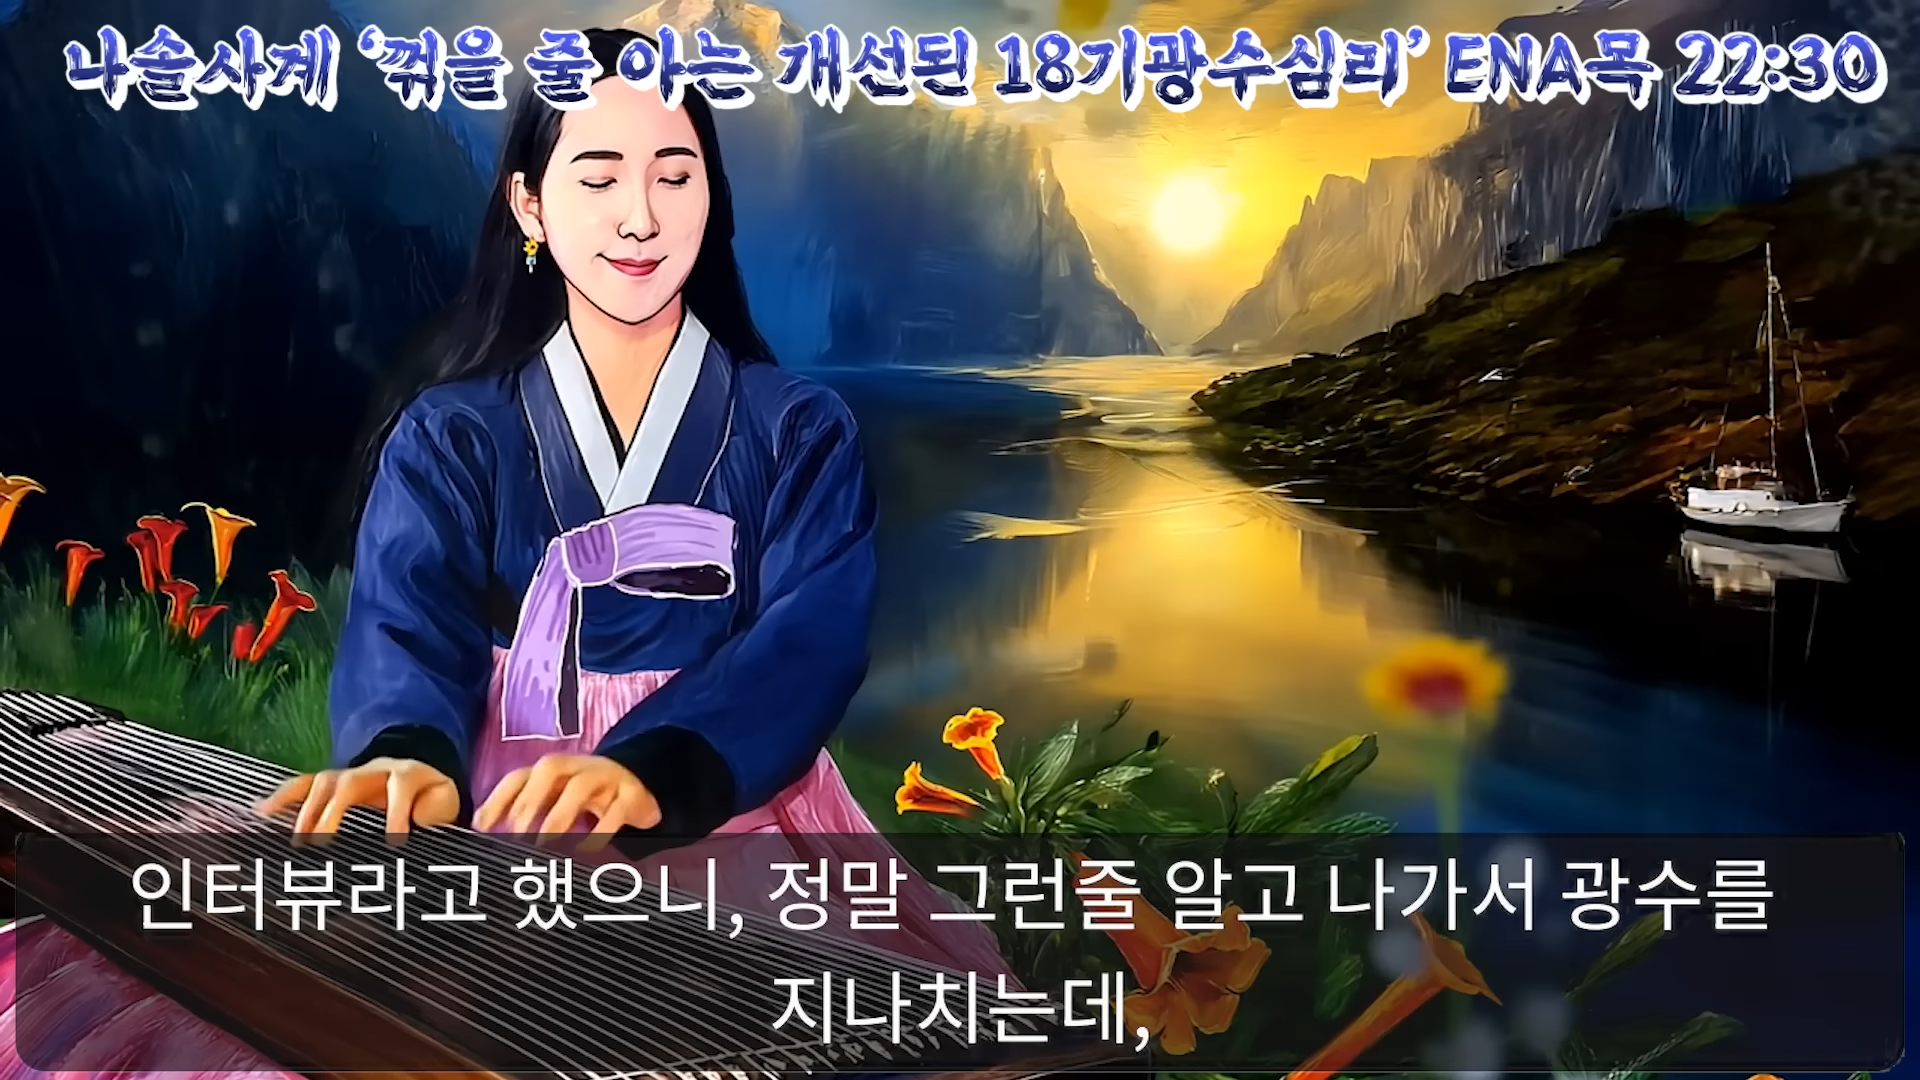 나솔사계 ‘꺾을 줄 아는 개선된 18기광수심리’ ENA목 22:30
인터뷰라고 했으니, 정말 그런줄 알고 나가서 광수를
지나치는데,